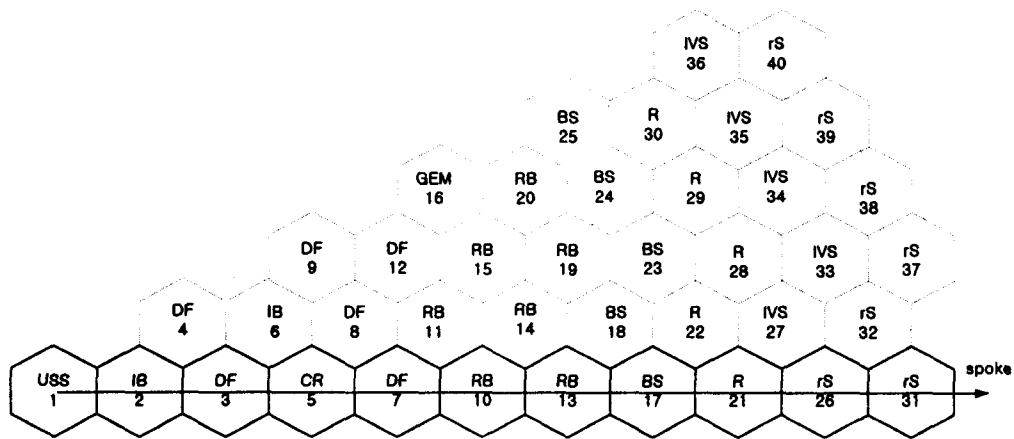 IVS rS
36 40
BS R IVS rS
25 30 35 39
GEM RB BS R IVS rS
16 20 24 29 34 38
DF DF RB RB BS R IVS rS
9 12 15 19 23 28 33 37
DF IB DF RB RB BS R IVS rS
4 6 8 11 14 18 22 27 32
USS IB DF CR DF RB RB BS R rS rS spoke
1 2 3 5 7 10 13 17 21 26 31